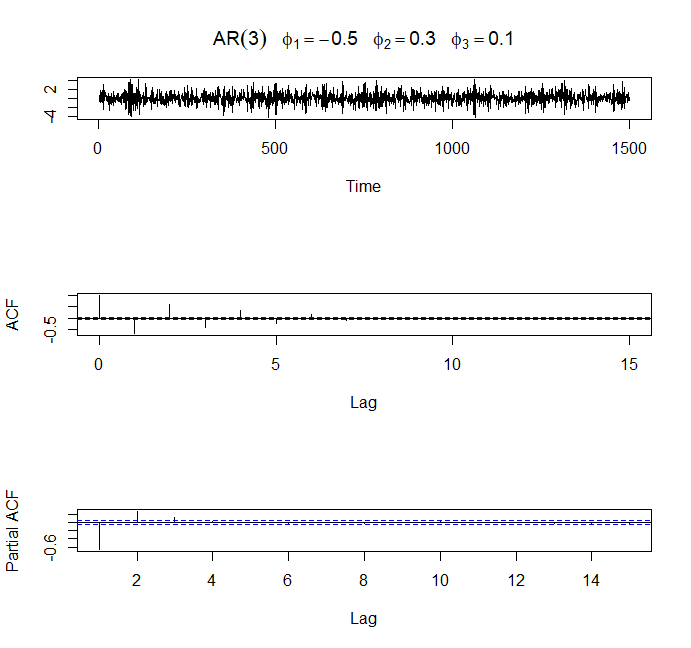 AR(3) ϕ₁ = −0.5 ϕ₂ = 0.3 ϕ₃ = 0.1
2
-4
0 500 1000 1500
Time
ACF
-0.5
0 5 10 15
Lag
Partial ACF
-0.6
2 4 6 8 10 12 14
Lag